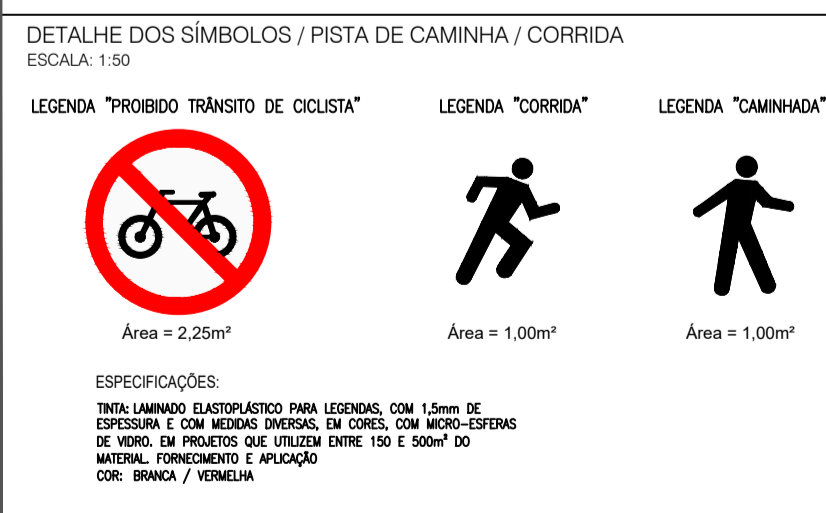 DETALHE DOS SÍMBOLOS / PISTA DE CAMINHA / CORRIDA
ESCALA: 1:50
LEGENDA "PROIBIDO TRÂNSITO DE CICLISTA"
LEGENDA "CORRIDA"
LEGENDA "CAMINHADA"
Área = 2,25m²
Área = 1,00m²
Área = 1,00m²
ESPECIFICAÇÕES:
TINTA: LAMINADO ELASTOPLÁSTICO PARA LEGENDAS, COM 1,5mm DE
ESPESSURA E COM MEDIDAS DIVERSAS, EM CORES, COM MICRO-ESFERAS
DE VIDRO. EM PROJETOS QUE UTILIZEM ENTRE 150 E 500m² DO
MATERIAL. FORNECIMENTO E APLICAÇÃO
COR: BRANCA / VERMELHA